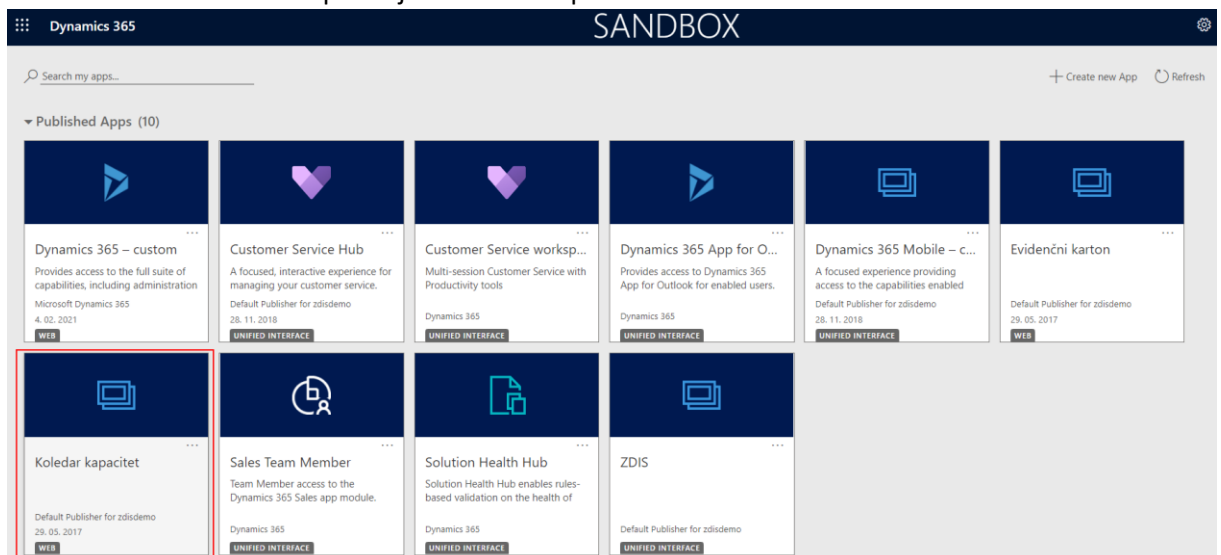 Dynamics 365
SANDBOX
Search my apps...
Create new App
Refresh
Published Apps (10)
Dynamics 365 – custom
Provides access to the full suite of
capabilities, including administration
Microsoft Dynamics 365
4. 02. 2021
WEB
Customer Service Hub
A focused, interactive experience for
managing your customer service.
Default Publisher for zdisdemo
28. 11. 2018
UNIFIED INTERFACE
Customer Service worksp...
Multi-session Customer Service with
Productivity tools
Dynamics 365
UNIFIED INTERFACE
Dynamics 365 App for O...
Provides access to Dynamics 365
App for Outlook for enabled users.
Dynamics 365
UNIFIED INTERFACE
Dynamics 365 Mobile – c...
A focused experience providing
access to the capabilities enabled
Default Publisher for zdisdemo
28. 11. 2018
UNIFIED INTERFACE
Evidenčni karton
Default Publisher for zdisdemo
29. 05. 2017
WEB
Koledar kapacitet
Default Publisher for zdisdemo
29. 05. 2017
WEB
Sales Team Member
Team Member access to the
Dynamics 365 Sales app module.
Dynamics 365
UNIFIED INTERFACE
Solution Health Hub
Solution Health Hub enables rules-
based validation on the health of
Dynamics 365
UNIFIED INTERFACE
ZDIS
Default Publisher for zdisdemo
UNIFIED INTERFACE